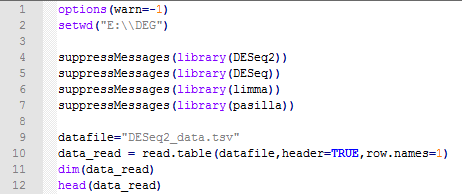 1 options(warn=-1)
2 setwd("E:\\DEG")
3
4 suppressMessages(library(DESeq2))
5 suppressMessages(library(DESeq))
6 suppressMessages(library(limma))
7 suppressMessages(library(pasilla))
8
9 datafile="DESeq2_data.tsv"
10 data_read = read.table(datafile,header=TRUE,row.names=1)
11 dim(data_read)
12 head(data_read)